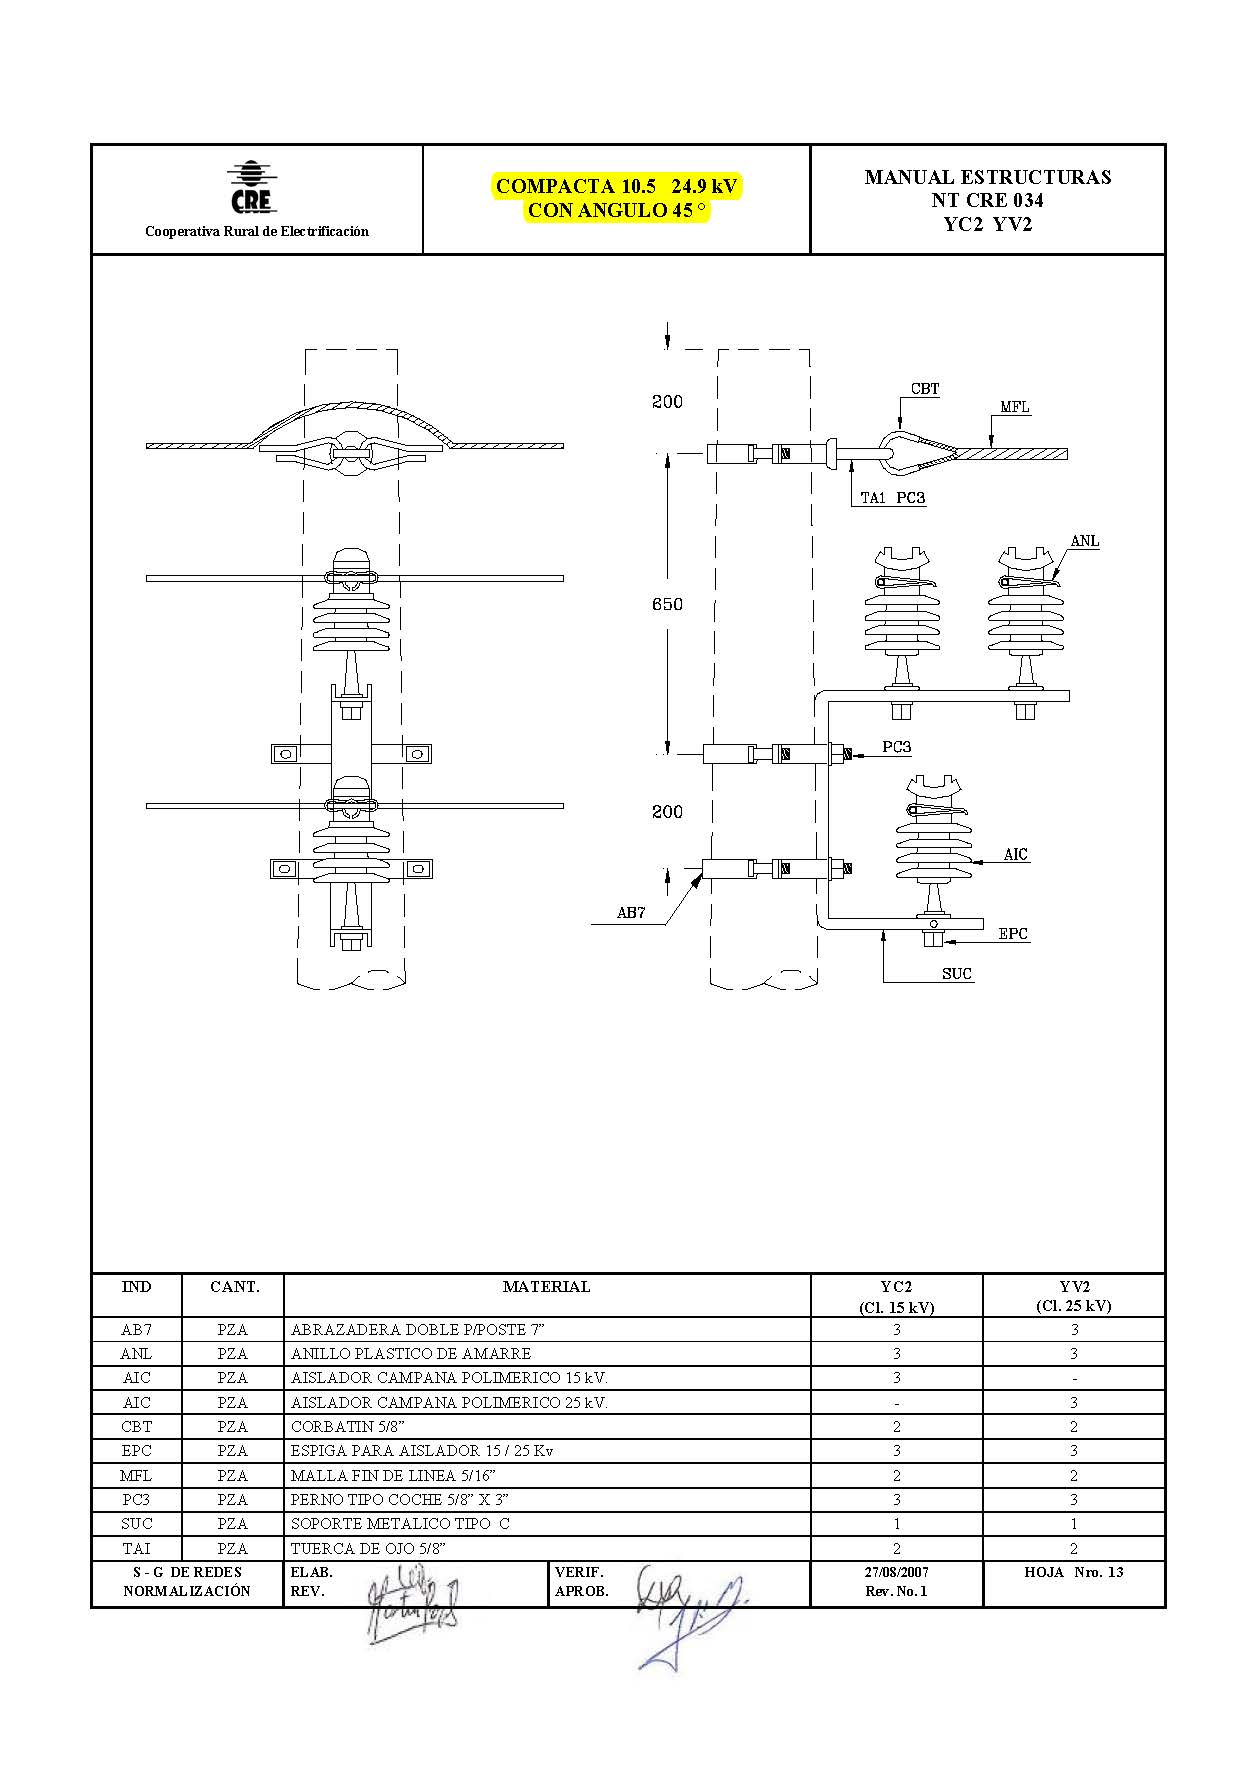 CRE
Cooperativa Rural de Electrificación
COMPACTA 10.5 24.9 kV
CON ANGULO 45 °
MANUAL ESTRUCTURAS
NT CRE 034
YC2 YV2
200
CBT
MFL
TA1 PC3
ANL
650
PC3
200
AIC
AB7
EPC
SUC
IND CANT. MATERIAL YC2 (Cl. 15 kV) YV2 (Cl. 25 kV)
AB7 PZA ABRAZADERA DOBLE P/POSTE 7” 3 3
ANL PZA ANILLO PLASTICO DE AMARRE 3 3
AIC PZA AISLADOR CAMPANA POLIMERICO 15 kV. 3 -
AIC PZA AISLADOR CAMPANA POLIMERICO 25 kV. - 3
CBT PZA CORBATIN 5/8” 2 2
EPC PZA ESPIGA PARA AISLADOR 15 / 25 Kv 3 3
MFL PZA MALLA FIN DE LINEA 5/16” 2 2
PC3 PZA PERNO TIPO COCHE 5/8” X 3” 3 3
SUC PZA SOPORTE METALICO TIPO C 1 1
TAI PZA TUERCA DE OJO 5/8” 2 2
S - G DE REDES ELAB. VERIF. 27/08/2007 HOJA Nro. 13
NORMALIZACIÓN REV. APROB. Rev. No. 1